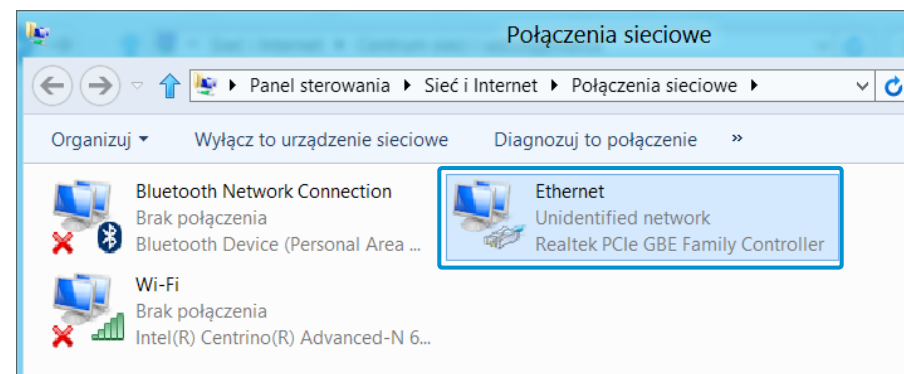 Połączenia sieciowe
Panel sterowania Sieć i Internet Połączenia sieciowe
Organizuj Wyłącz to urządzenie sieciowe Diagnozuj to połączenie »
Bluetooth Network Connection
Brak połączenia
Bluetooth Device (Personal Area ...
Ethernet
Unidentified network
Realtek PCIe GBE Family Controller
Wi-Fi
Brak połączenia
Intel(R) Centrino(R) Advanced-N 6...